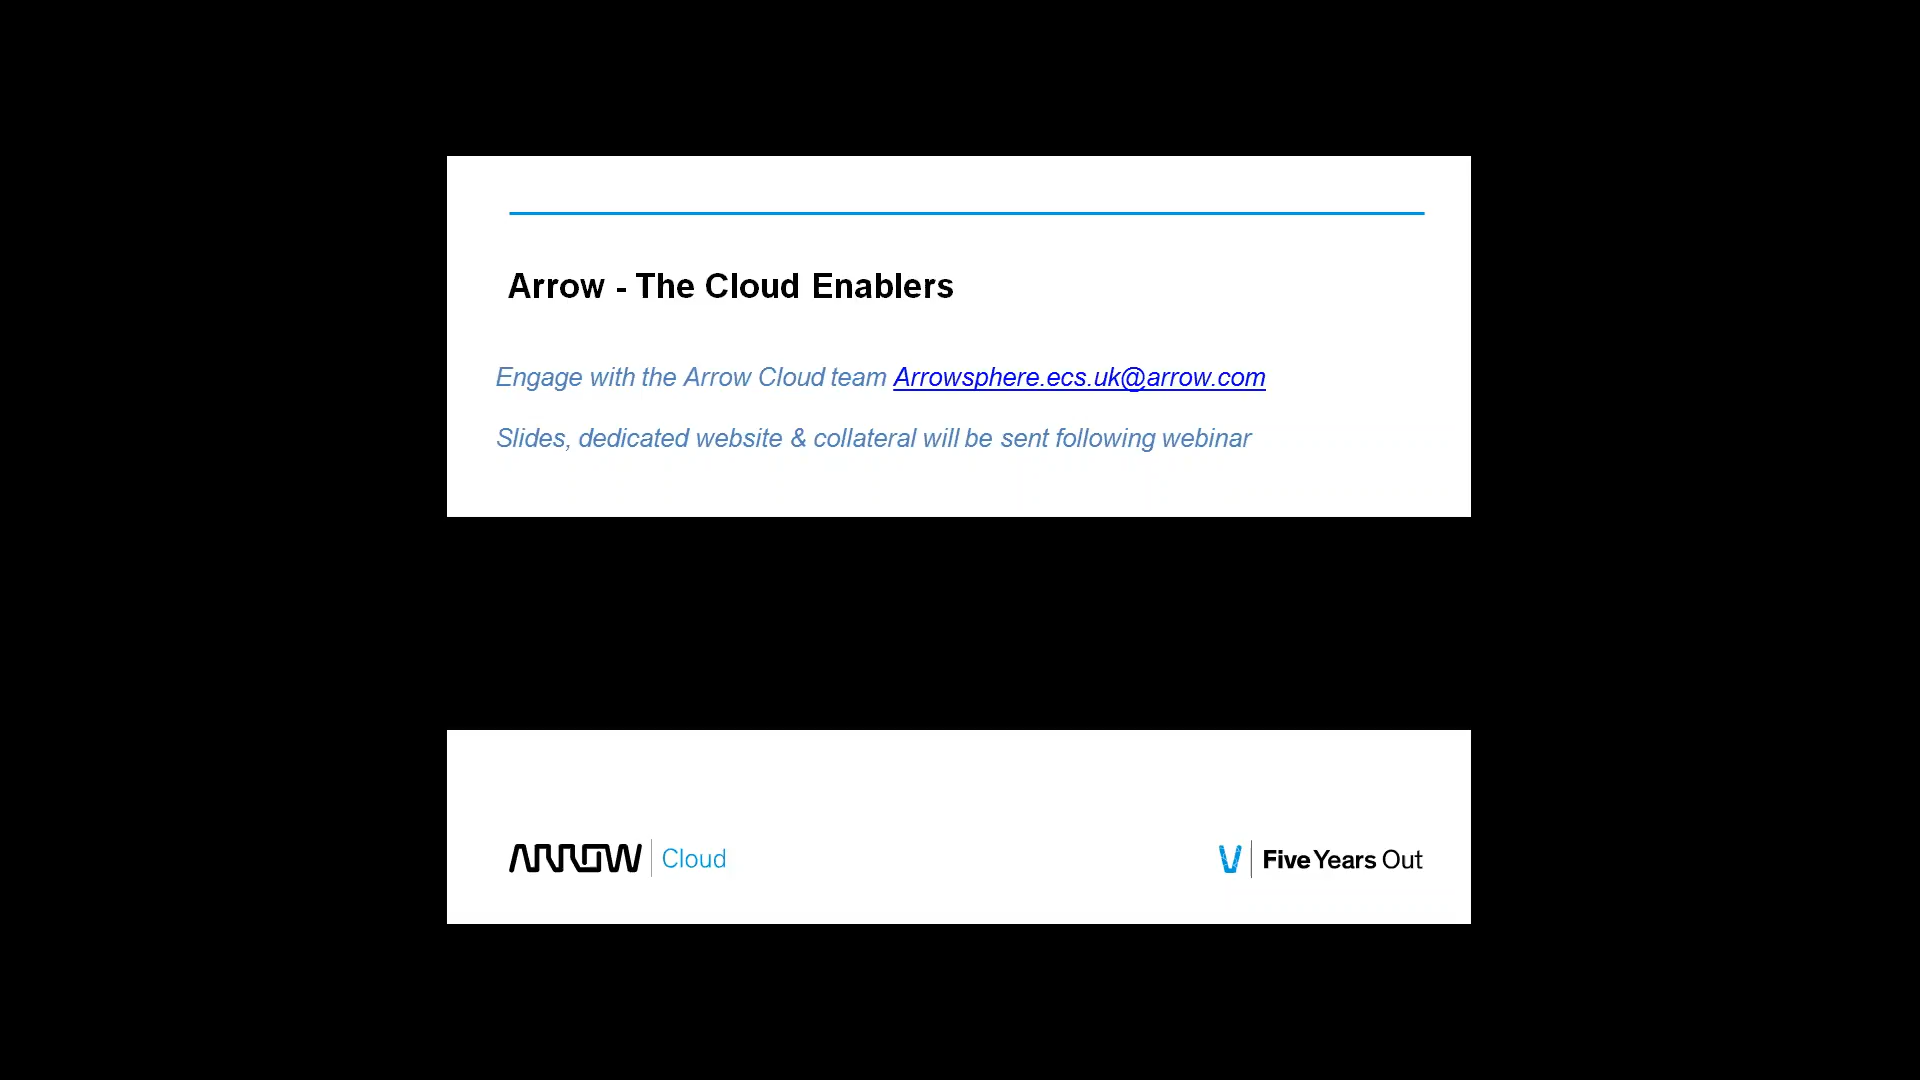 Arrow - The Cloud Enablers
Engage with the Arrow Cloud team Arrowsphere.ecs.uk@arrow.com
Slides, dedicated website & collateral will be sent following webinar
ARROW Cloud
Five Years Out